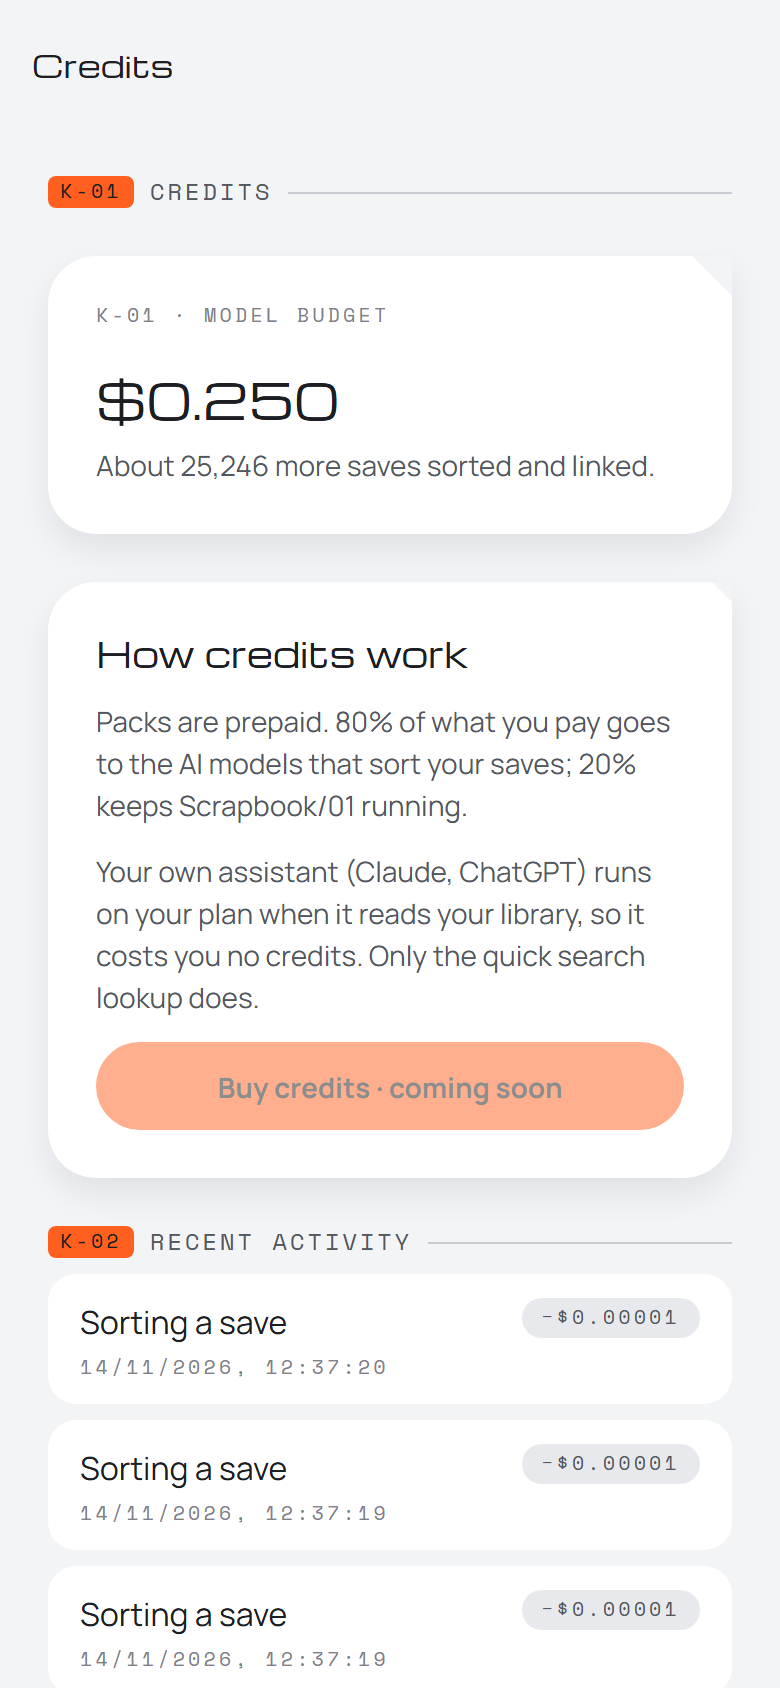 Credits
K-01 CREDITS
K-01 · MODEL BUDGET
$0.250
About 25,246 more saves sorted and linked.
How credits work
Packs are prepaid. 80% of what you pay goes
to the AI models that sort your saves; 20%
keeps Scrapbook/01 running.
Your own assistant (Claude, ChatGPT) runs
on your plan when it reads your library, so it
costs you no credits. Only the quick search
lookup does.
Buy credits · coming soon
K-02 RECENT ACTIVITY
Sorting a save −$0.00001
14/11/2026, 12:37:20
Sorting a save −$0.00001
14/11/2026, 12:37:19
Sorting a save −$0.00001
14/11/2026, 12:37:19